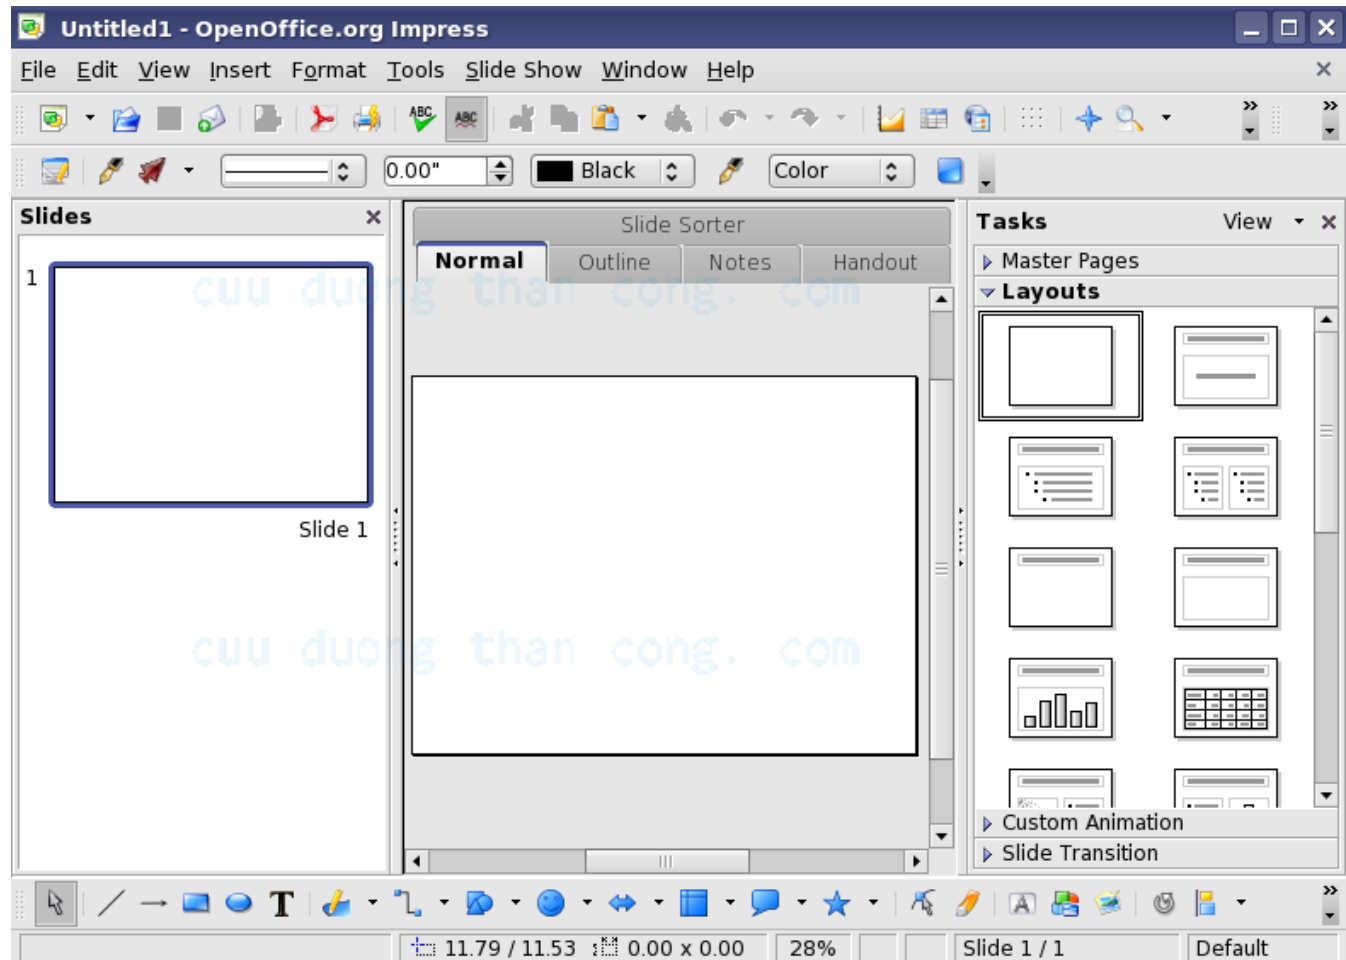 Untitled1 - OpenOffice.org Impress
File Edit View Insert Format Tools Slide Show Window Help
ABC ABC
0.00" Black Color
Slides
Slide Sorter
Tasks View
Normal Outline Notes Handout
Master Pages
1
Layouts
cuu duong than cong. com
Slide 1
cuu duong than cong. com
Custom Animation
Slide Transition
T A
11.79 / 11.53 0.00 x 0.00 28% Slide 1 / 1 Default